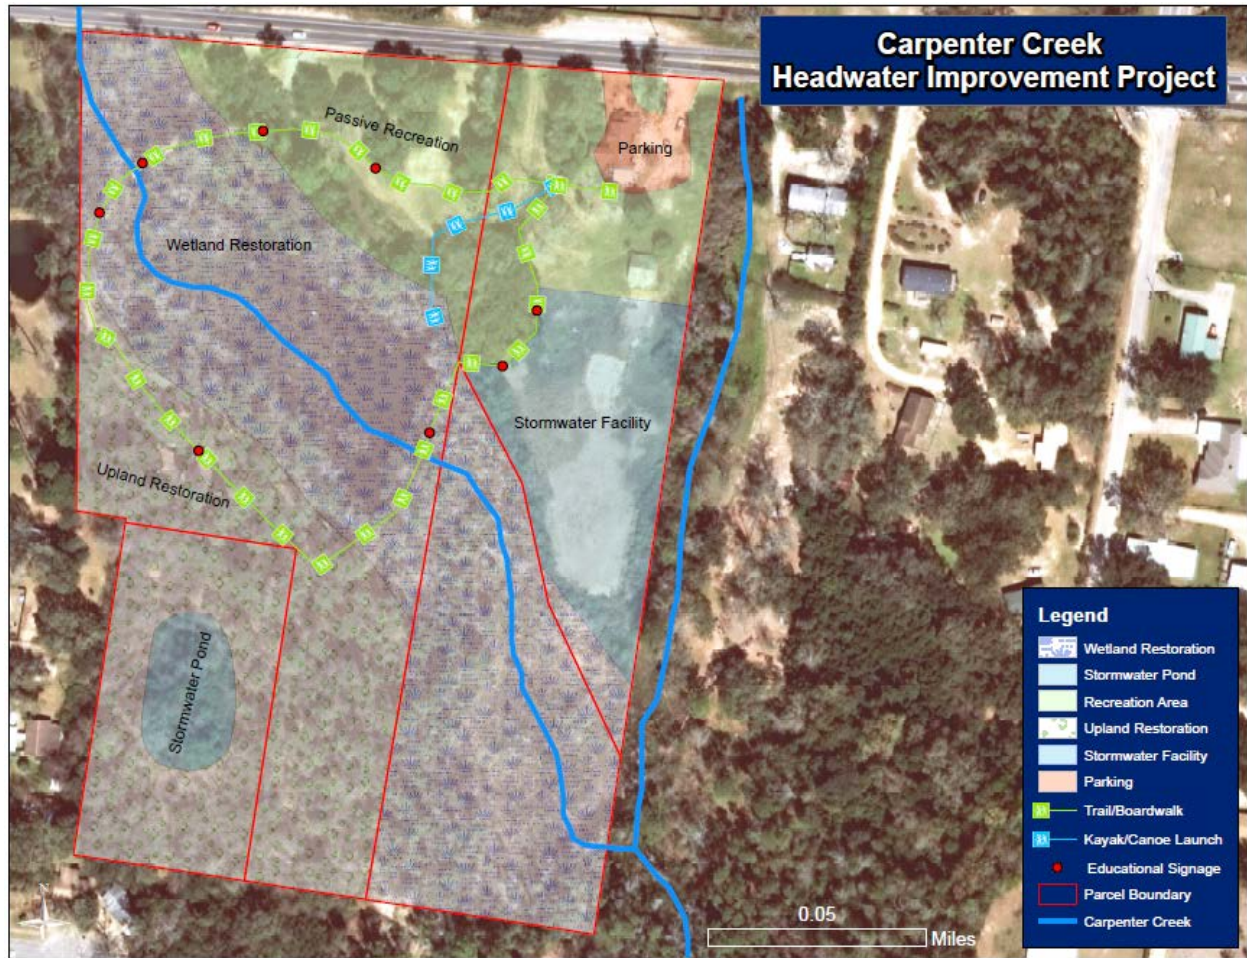 Carpenter Creek
Headwater Improvement Project
Passive Recreation
Parking
Wetland Restoration
Stormwater Facility
Upland Restoration
Stormwater Pond
Legend
Wetland Restoration
Stormwater Pond
Recreation Area
Upland Restoration
Stormwater Facility
Parking
Trail/Boardwalk
Kayak/Canoe Launch
Educational Signage
Parcel Boundary
Carpenter Creek
0.05
Miles